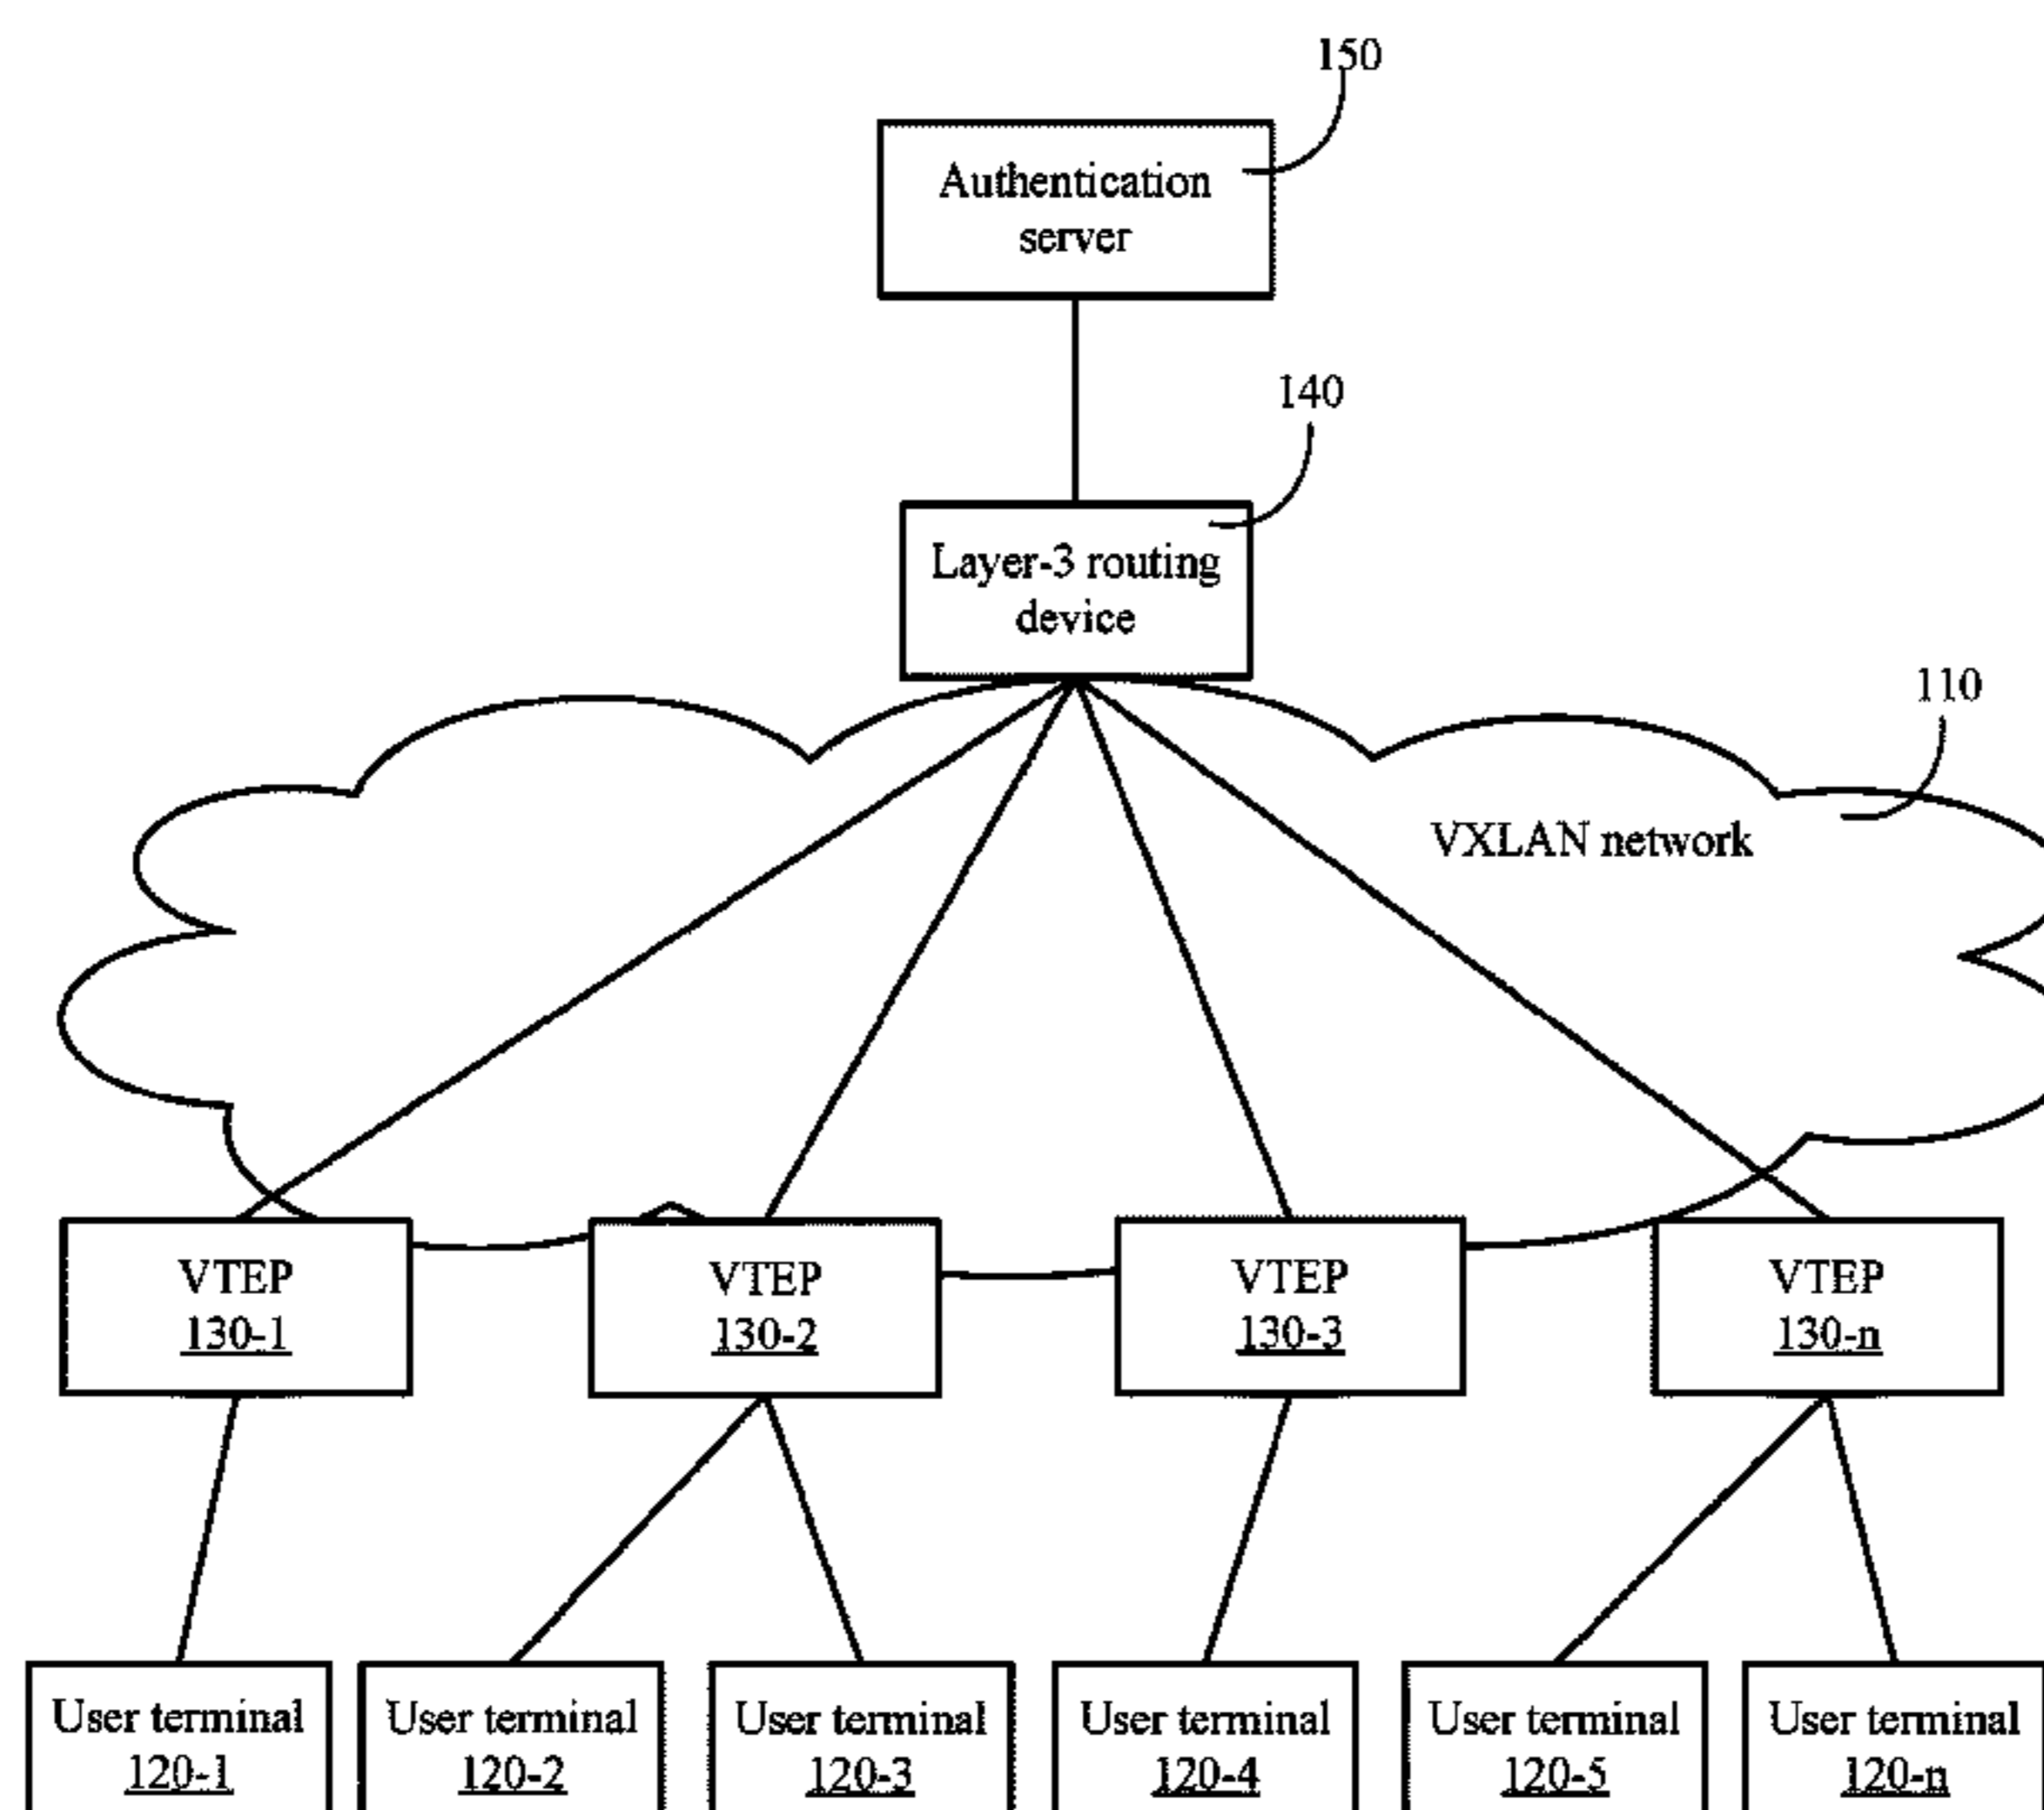 150
Authentication
server
140
Layer-3 routing
device
110
VXLAN network
VTEP
130-1
VTEP
130-2
VTEP
130-3
VTEP
130-n
User terminal
120-1
User terminal
120-2
User terminal
120-3
User terminal
120-4
User terminal
120-5
User terminal
120-n